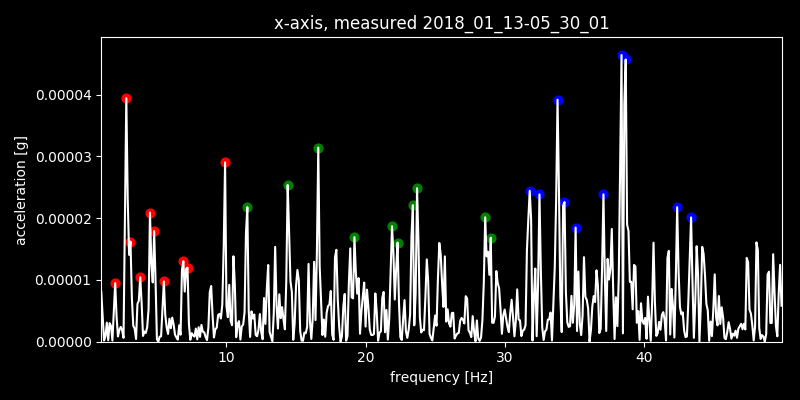 x-axis, measured 2018_01_13-05_30_01
acceleration [g]
0.00004
0.00003
0.00002
0.00001
0.00000
10 20 30 40
frequency [Hz]